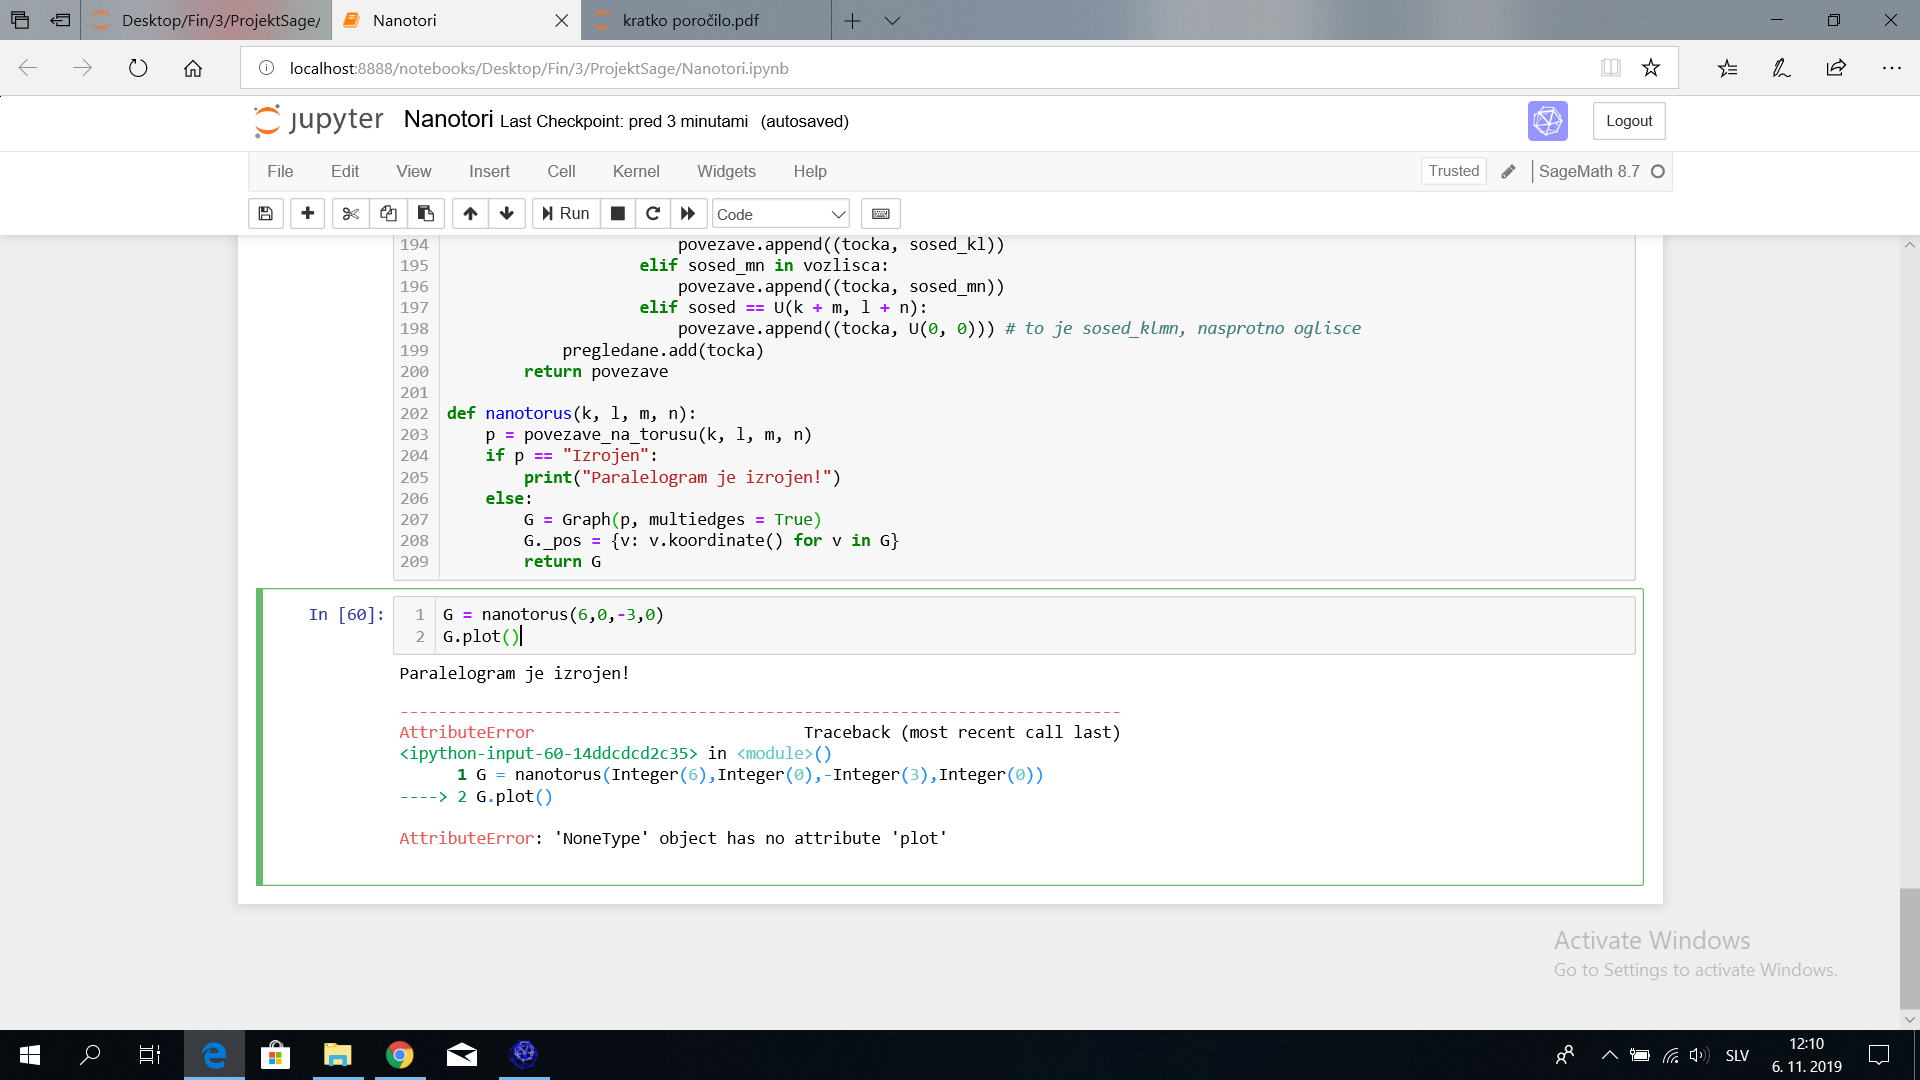 Desktop/Fin/3/ProjektSage/
Nanotori
kratko poročilo.pdf
localhost:8888/notebooks/Desktop/Fin/3/ProjektSage/Nanotori.ipynb
jupyter Nanotori Last Checkpoint: pred 3 minutami (autosaved)
Logout
File Edit View Insert Cell Kernel Widgets Help
Trusted SageMath 8.7
Run Code
194 povezave.append((tocka, sosed_kl))
195 elif sosed_mn in vozlisca:
196 povezave.append((tocka, sosed_mn))
197 elif sosed == U(k + m, l + n):
198 povezave.append((tocka, U(0, 0))) # to je sosed_klmn, nasprotno oglisce
199 pregledane.add(tocka)
200 return povezave
201
202 def nanotorus(k, l, m, n):
203 p = povezave_na_torusu(k, l, m, n)
204 if p == "Izrojen":
205 print("Paralelogram je izrojen!")
206 else:
207 G = Graph(p, multiedges = True)
208 G._pos = {v: v.koordinate() for v in G}
209 return G
In [60]:
1 G = nanotorus(6,0,-3,0)
2 G.plot()
Paralelogram je izrojen!
---------------------------------------------------------------------------
AttributeError Traceback (most recent call last)
<ipython-input-60-14ddcdcd2c35> in <module>()
1 G = nanotorus(Integer(6),Integer(0),-Integer(3),Integer(0))
----> 2 G.plot()
AttributeError: 'NoneType' object has no attribute 'plot'
Activate Windows
Go to Settings to activate Windows.
SLV
12:10
6. 11. 2019